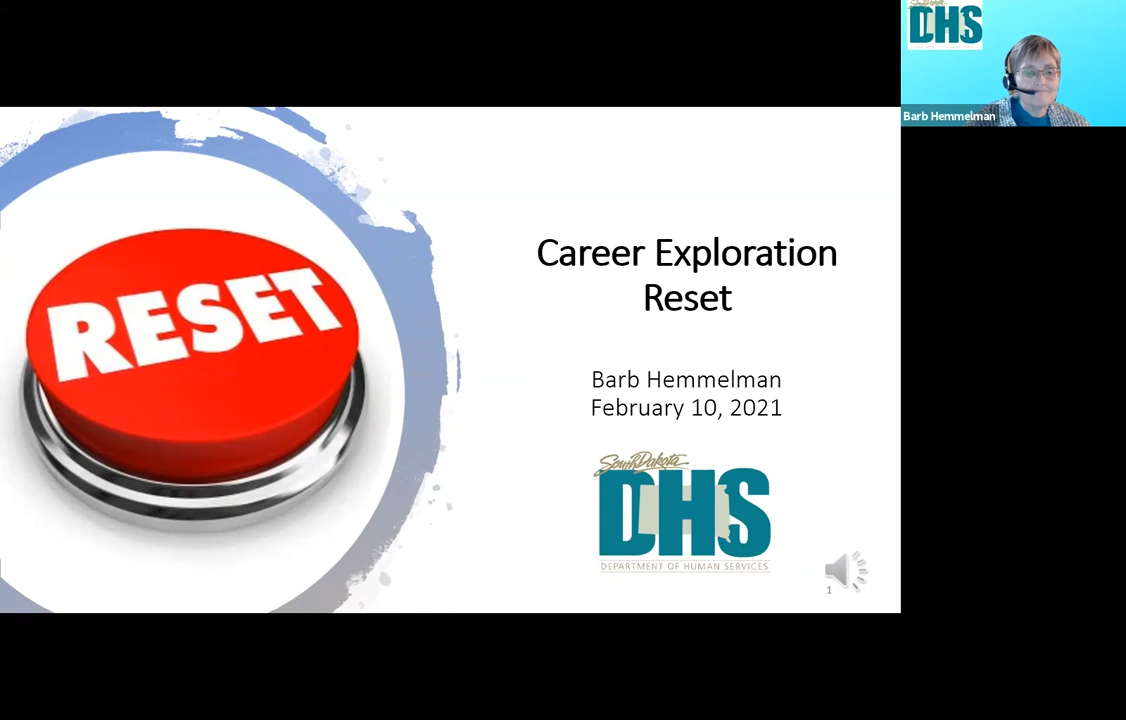 DHS
Barb Hemmelman
RESET
Career Exploration
Reset
Barb Hemmelman
February 10, 2021
South Dakota
DHS
DEPARTMENT OF HUMAN SERVICES
1